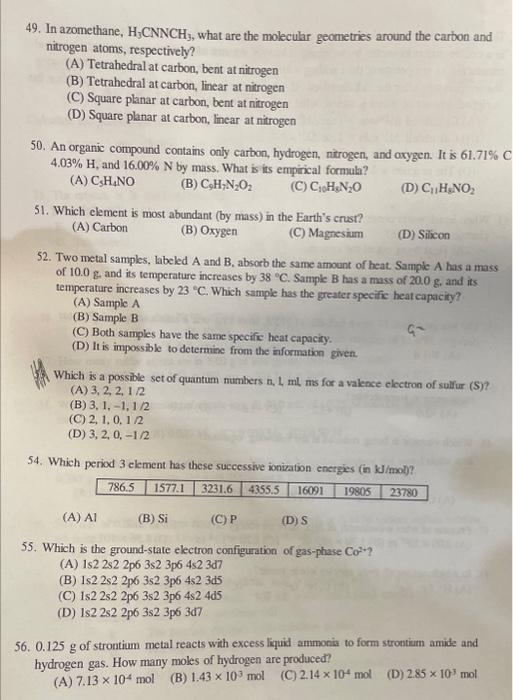 49. In azomethane, H₃CNNCH₃, what are the molecular geometries around the carbon and
nitrogen atoms, respectively?
(A) Tetrahedral at carbon, bent at nitrogen
(B) Tetrahedral at carbon, linear at nitrogen
(C) Square planar at carbon, bent at nitrogen
(D) Square planar at carbon, linear at nitrogen
50. An organic compound contains only carbon, hydrogen, nitrogen, and oxygen. It is 61.71% C
4.03% H, and 16.00% N by mass. What is its empirical formula?
(A) C₅H₄NO (B) C₉H₇N₂O₂ (C) C₁₀H₈N₂O (D) C₁₁H₈NO₂
51. Which element is most abundant (by mass) in the Earth's crust?
(A) Carbon (B) Oxygen (C) Magnesium (D) Silicon
52. Two metal samples, labeled A and B, absorb the same amount of heat. Sample A has a mass
of 10.0 g, and its temperature increases by 38 °C. Sample B has a mass of 20.0 g, and its
temperature increases by 23 °C. Which sample has the greater specific heat capacity?
(A) Sample A
(B) Sample B
(C) Both samples have the same specific heat capacity.
(D) It is impossible to determine from the information given.
Which is a possible set of quantum numbers n, l, ml, ms for a valence electron of sulfur (S)?
(A) 3, 2, 2, 1/2
(B) 3, 1, -1, 1/2
(C) 2, 1, 0, 1/2
(D) 3, 2, 0, -1/2
54. Which period 3 element has these successive ionization energies (in kJ/mol)?
786.5 1577.1 3231.6 4355.5 16091 19805 23780
(A) Al (B) Si (C) P (D) S
55. Which is the ground-state electron configuration of gas-phase Co²⁺?
(A) 1s2 2s2 2p6 3s2 3p6 4s2 3d7
(B) 1s2 2s2 2p6 3s2 3p6 4s2 3d5
(C) 1s2 2s2 2p6 3s2 3p6 4s2 4d5
(D) 1s2 2s2 2p6 3s2 3p6 3d7
56. 0.125 g of strontium metal reacts with excess liquid ammonia to form strontium amide and
hydrogen gas. How many moles of hydrogen are produced?
(A) 7.13 × 10⁻⁴ mol (B) 1.43 × 10³ mol (C) 2.14 × 10⁻⁴ mol (D) 2.85 × 10⁻³ mol